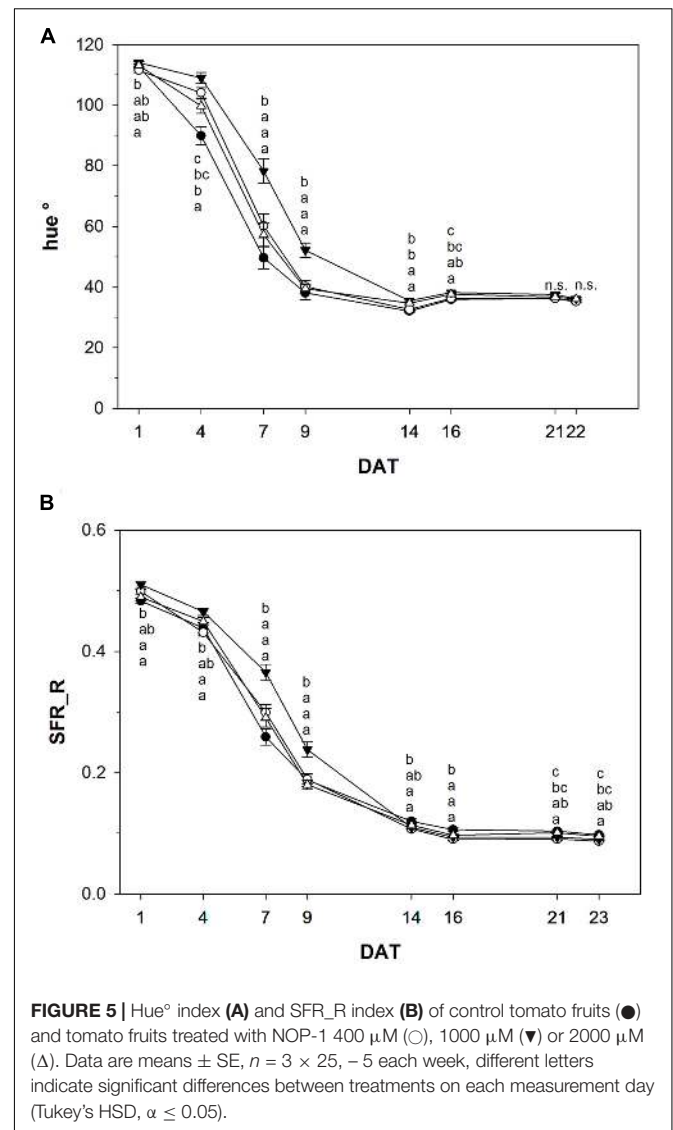 A
120
b
ab
ab
a
100
c
bc
b
a
80
b
a
a
a
60
b
a
a
a
40
b
b
a
a
c
bc
ab
a
n.s. n.s.
20
0
hue °
1 4 7 9 14 16 21 22
DAT
B
0.6
b
ab
a
a
b
ab
a
a
0.4
b
a
a
a
b
a
a
a
0.2
b
ab
a
a
b
a
a
a
c
bc
ab
a
c
bc
ab
a
0.0
SFR_R
1 4 7 9 14 16 21 23
DAT
FIGURE 5 | Hue° index (A) and SFR_R index (B) of control tomato fruits (●)
and tomato fruits treated with NOP-1 400 μM (○), 1000 μM (▼) or 2000 μM
(Δ). Data are means ± SE, n = 3 × 25, – 5 each week, different letters
indicate significant differences between treatments on each measurement day
(Tukey's HSD, α ≤ 0.05).